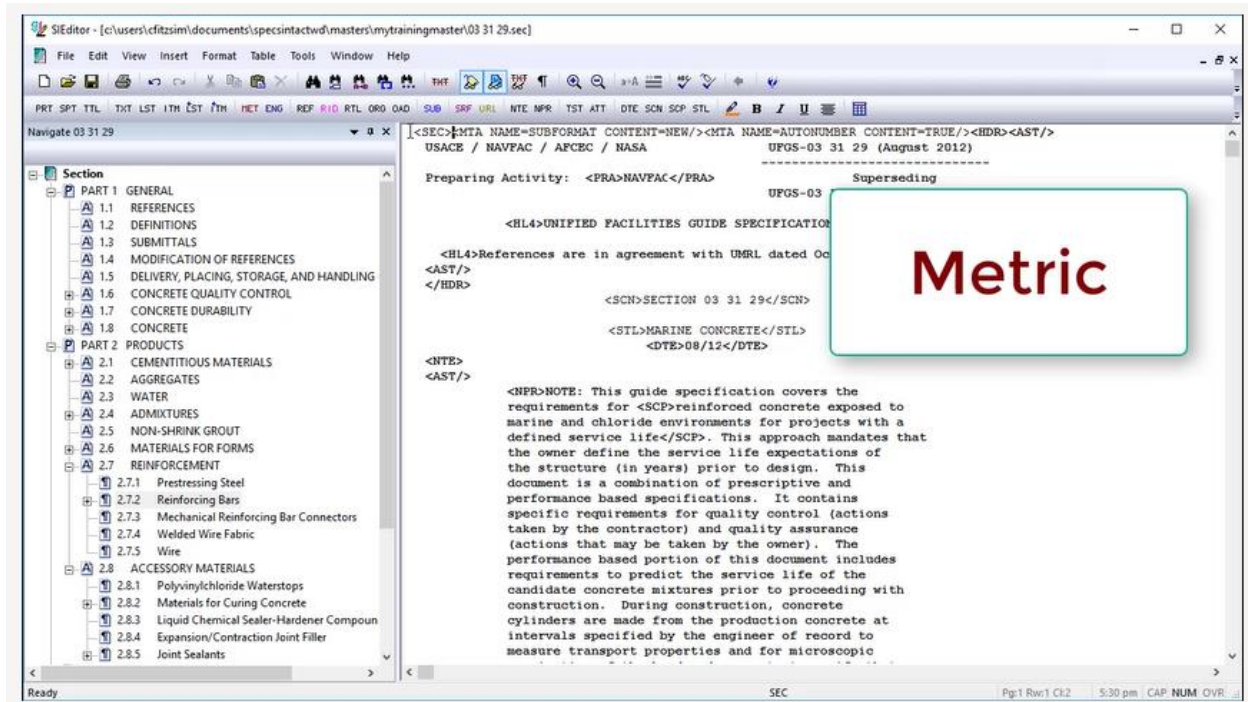 SIEditor - [c:\users\cfitzsim\documents\specsintactwd\masters\mytrainingmaster\03 31 29.sec]
File Edit View Insert Format Table Tools Window Help
PRT SPT TTL TXT LST ITM MET ENG REF RID RTL ORG OAD SUB SRF URL NTE NPR TST ATT DTE SCN SCP STL B I U
Navigate 03 31 29
Section
PART 1 GENERAL
1.1 REFERENCES
1.2 DEFINITIONS
1.3 SUBMITTALS
1.4 MODIFICATION OF REFERENCES
1.5 DELIVERY, PLACING, STORAGE, AND HANDLING
1.6 CONCRETE QUALITY CONTROL
1.7 CONCRETE DURABILITY
1.8 CONCRETE
PART 2 PRODUCTS
2.1 CEMENTITIOUS MATERIALS
2.2 AGGREGATES
2.3 WATER
2.4 ADMIXTURES
2.5 NON-SHRINK GROUT
2.6 MATERIALS FOR FORMS
2.7 REINFORCEMENT
2.7.1 Prestressing Steel
2.7.2 Reinforcing Bars
2.7.3 Mechanical Reinforcing Bar Connectors
2.7.4 Welded Wire Fabric
2.7.5 Wire
2.8 ACCESSORY MATERIALS
2.8.1 Polyvinylchloride Waterstops
2.8.2 Materials for Curing Concrete
2.8.3 Liquid Chemical Sealer-Hardener Compoun
2.8.4 Expansion/Contraction Joint Filler
2.8.5 Joint Sealants
<SEC><MTA NAME=SUBFORMAT CONTENT=NEW/><MTA NAME=AUTONUMBER CONTENT=TRUE/><HDR><AST/>
USACE / NAVFAC / AFCEC / NASA UFGS-03 31 29 (August 2012)
-----------------------------
Preparing Activity: <PRA>NAVFAC</PRA> Superseding
UFGS-03
<HL4>UNIFIED FACILITIES GUIDE SPECIFICATION
<HL4>References are in agreement with UMRL dated Oc
<AST/>
</HDR>
<SCN>SECTION 03 31 29</SCN>
<STL>MARINE CONCRETE</STL>
<DTE>08/12</DTE>
<NTE>
<AST/>
<NPR>NOTE: This guide specification covers the
requirements for <SCP>reinforced concrete exposed to
marine and chloride environments for projects with a
defined service life</SCP>. This approach mandates that
the owner define the service life expectations of
the structure (in years) prior to design. This
document is a combination of prescriptive and
performance based specifications. It contains
specific requirements for quality control (actions
taken by the contractor) and quality assurance
(actions that may be taken by the owner). The
performance based portion of this document includes
requirements to predict the service life of the
candidate concrete mixtures prior to proceeding with
construction. During construction, concrete
cylinders are made from the production concrete at
intervals specified by the engineer of record to
measure transport properties and for microscopic
Metric
Ready SEC Pg:1 Rw:1 Cl:2 5:30 pm CAP NUM OVR